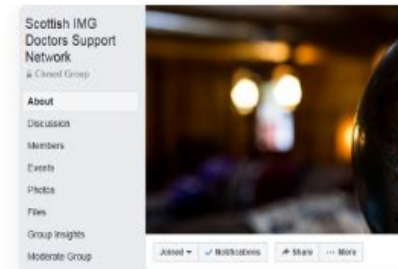 Scottish IMG
Doctors Support
Network
Closed Group
About
Discussion
Members
Events
Photos
Files
Group Insights
Moderate Group
Joined
Notifications
Share
More